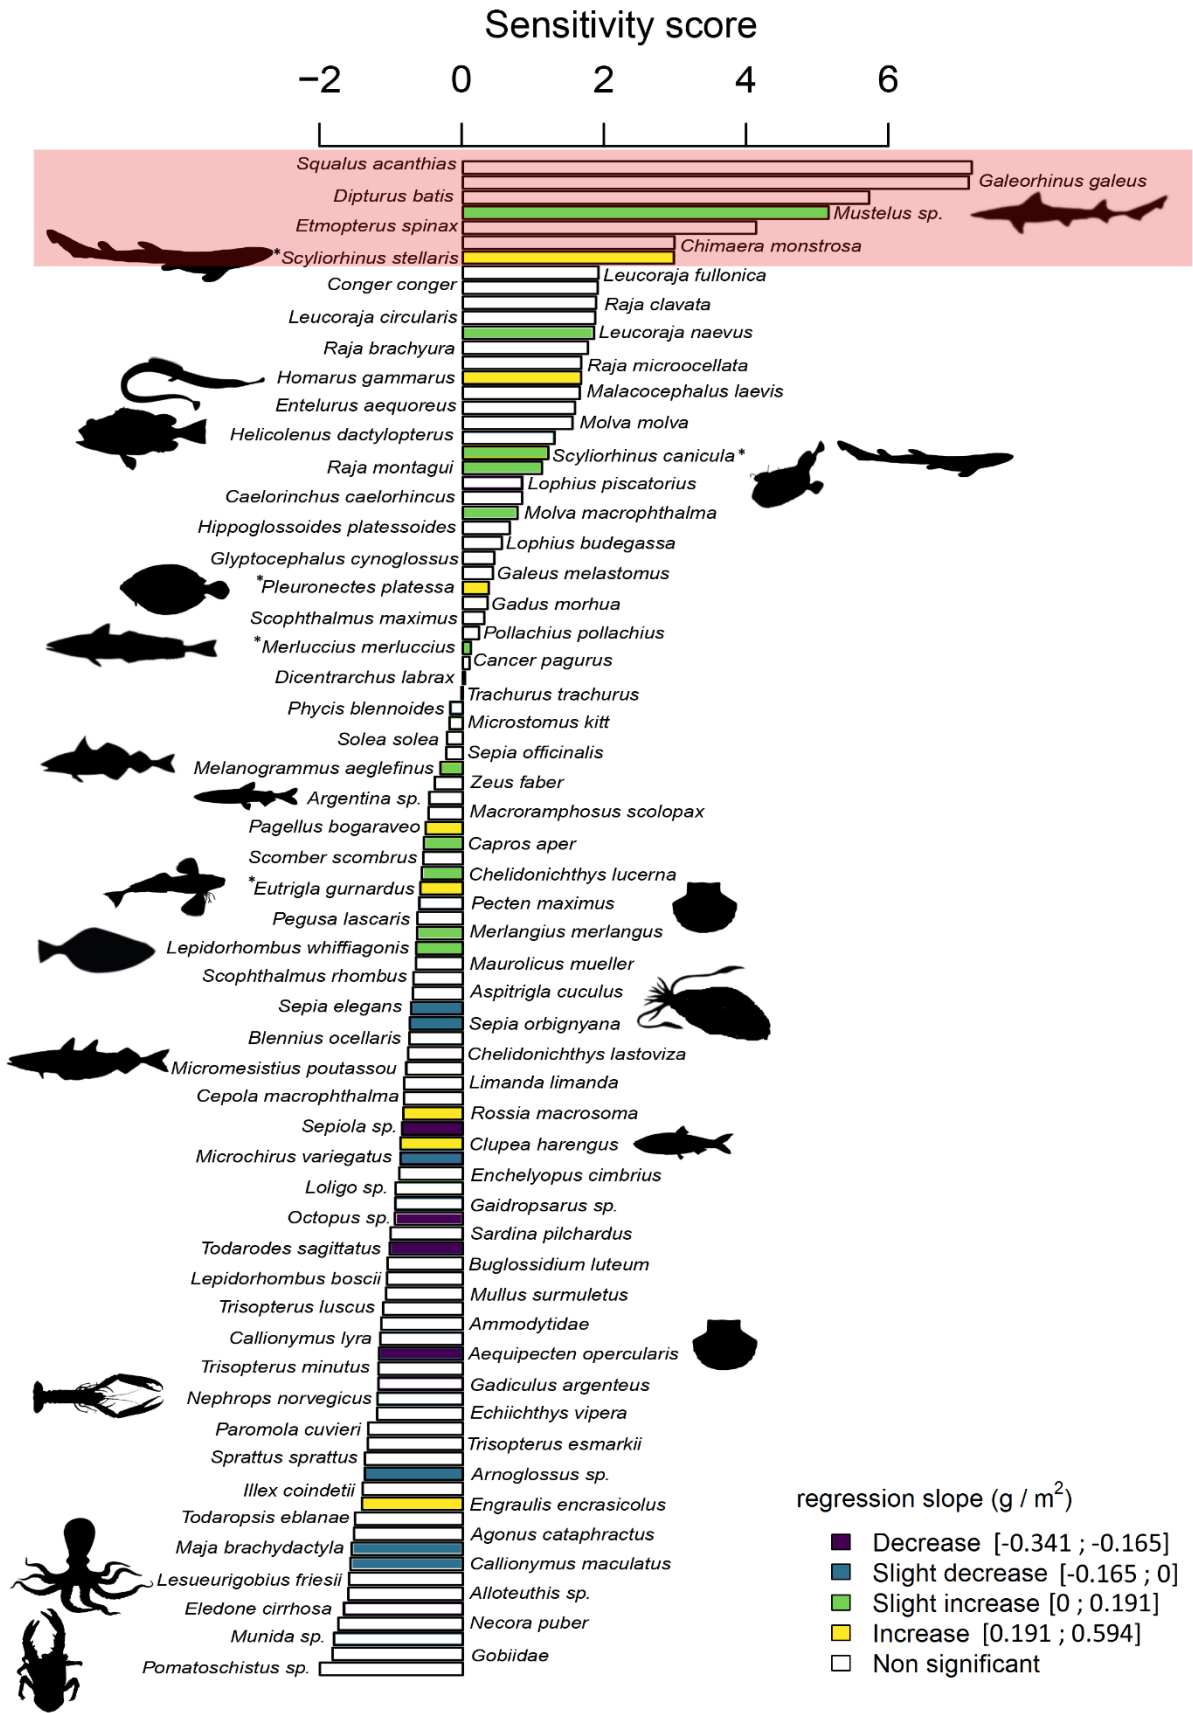 Sensitivity score
−2 0 2 4 6
Squalus acanthias
Galeorhinus galeus
Dipturus batis
Mustelus sp.
Etmopterus spinax
Chimaera monstrosa
*Scyliorhinus stellaris
Leucoraja fullonica
Conger conger
Raja clavata
Leucoraja circularis
Leucoraja naevus
Raja brachyura
Raja microocellata
Homarus gammarus
Malacocephalus laevis
Entelurus aequoreus
Molva molva
Helicolenus dactylopterus
Scyliorhinus canicula*
Raja montagui
Lophius piscatorius
Caelorinchus caelorhincus
Molva macrophthalma
Hippoglossoides platessoides
Lophius budegassa
Glyptocephalus cynoglossus
Galeus melastomus
*Pleuronectes platessa
Gadus morhua
Scophthalmus maximus
Pollachius pollachius
*Merluccius merluccius
Cancer pagurus
Dicentrarchus labrax
Trachurus trachurus
Phycis blennoides
Microstomus kitt
Solea solea
Sepia officinalis
Melanogrammus aeglefinus
Zeus faber
Argentina sp.
Macroramphosus scolopax
Pagellus bogaraveo
Capros aper
Scomber scombrus
Chelidonichthys lucerna
*Eutrigla gurnardus
Pecten maximus
Pegusa lascaris
Merlangius merlangus
Lepidorhombus whiffiagonis
Maurolicus mueller
Scophthalmus rhombus
Aspitrigla cuculus
Sepia elegans
Sepia orbignyana
Blennius ocellaris
Chelidonichthys lastoviza
Micromesistius poutassou
Limanda limanda
Cepola macrophthalma
Rossia macrosoma
Sepiola sp.
Clupea harengus
Microchirus variegatus
Enchelyopus cimbrius
Loligo sp.
Gaidropsarus sp.
Octopus sp.
Sardina pilchardus
Todarodes sagittatus
Buglossidium luteum
Lepidorhombus boscii
Mullus surmuletus
Trisopterus luscus
Ammodytidae
Callionymus lyra
Aequipecten opercularis
Trisopterus minutus
Gadiculus argenteus
Nephrops norvegicus
Echiichthys vipera
Paromola cuvieri
Trisopterus esmarkii
Sprattus sprattus
Arnoglossus sp.
Illex coindetii
Engraulis encrasicolus
Todaropsis eblanae
Agonus cataphractus
Maja brachydactyla
Callionymus maculatus
Lesueurigobius friesii
Alloteuthis sp.
Eledone cirrhosa
Necora puber
Munida sp.
Gobiidae
Pomatoschistus sp.
regression slope (g / m²)
Decrease [-0.341 ; -0.165]
Slight decrease [-0.165 ; 0]
Slight increase [0 ; 0.191]
Increase [0.191 ; 0.594]
Non significant